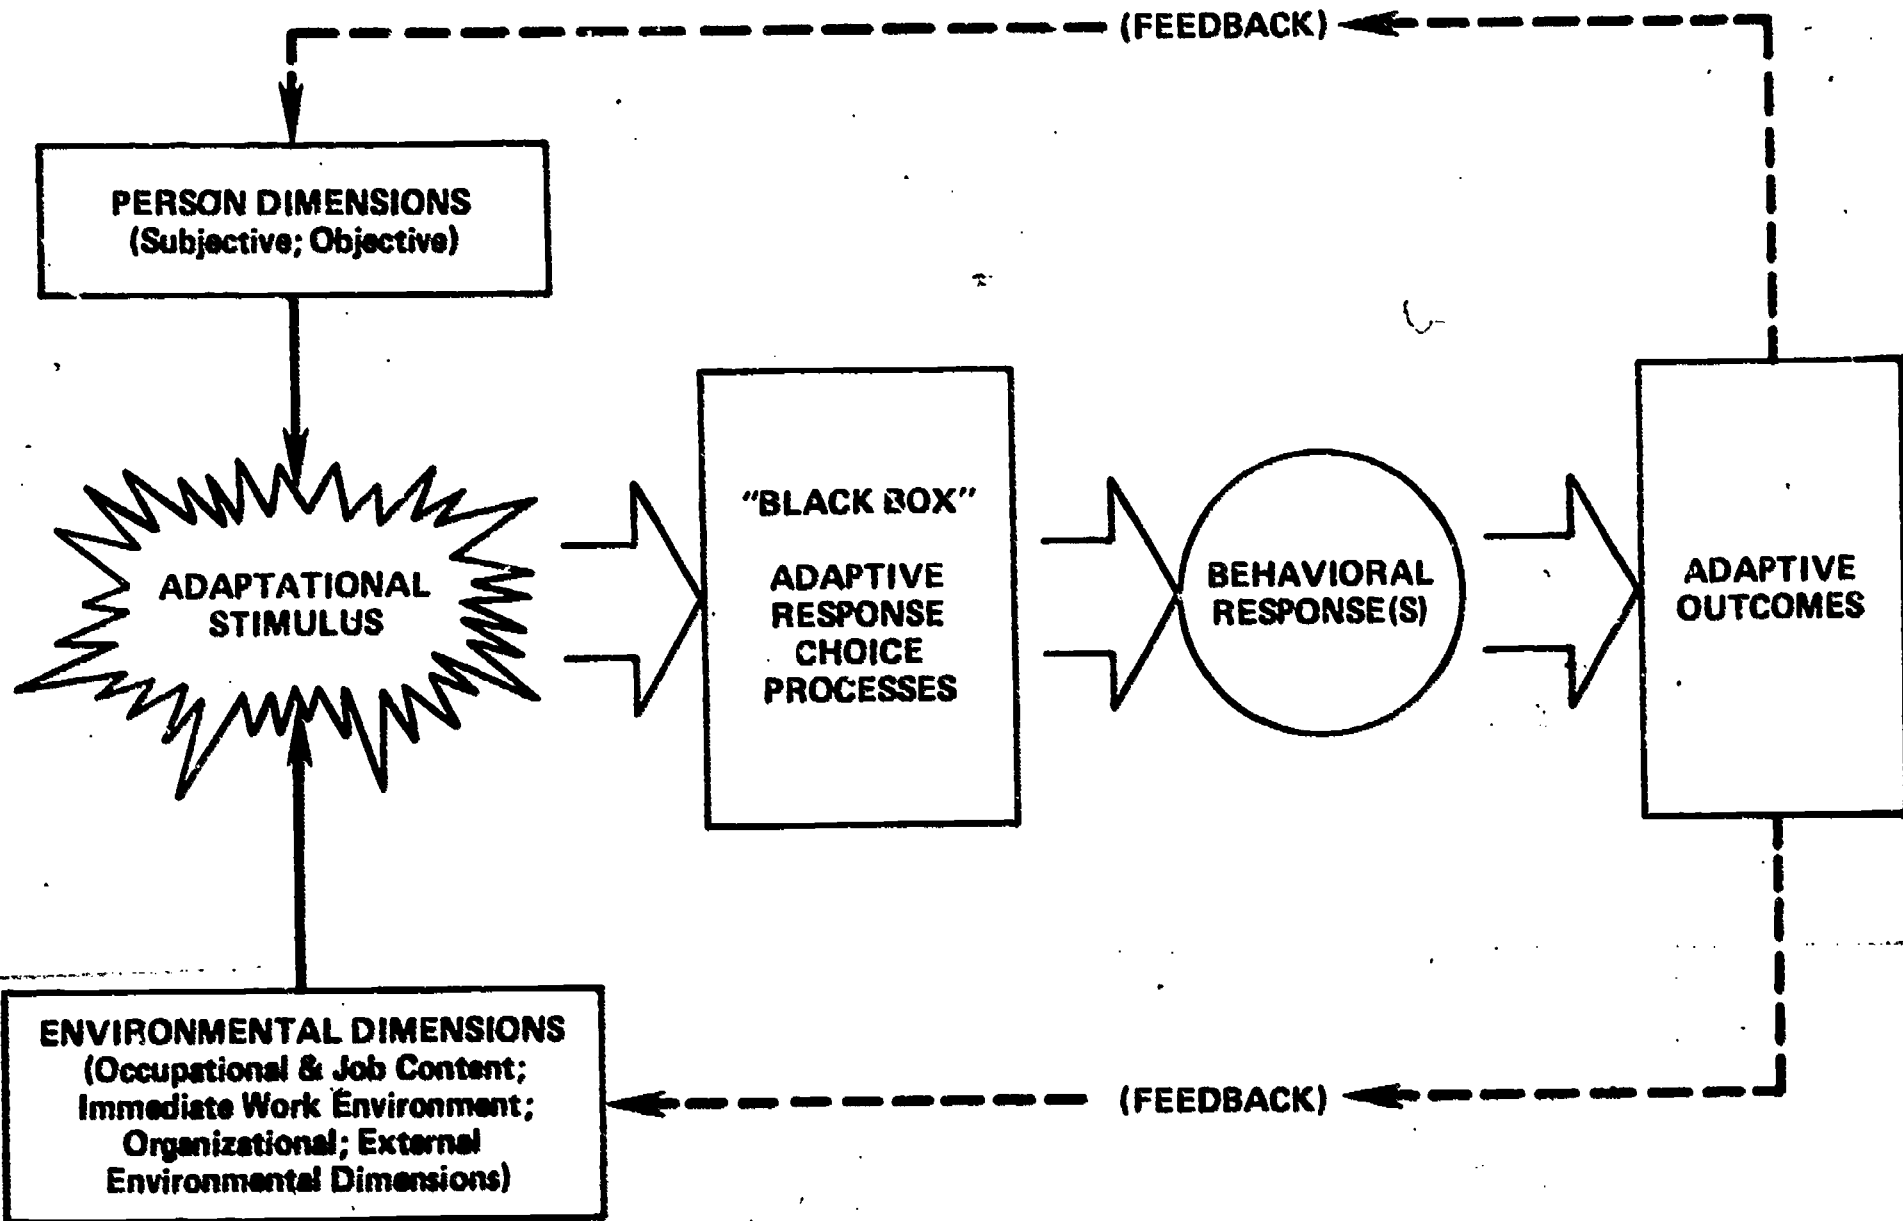 (FEEDBACK)
PERSON DIMENSIONS
(Subjective; Objective)
ADAPTATIONAL
STIMULUS
"BLACK BOX"
ADAPTIVE
RESPONSE
CHOICE
PROCESSES
BEHAVIORAL
RESPONSE(S)
ADAPTIVE
OUTCOMES
ENVIRONMENTAL DIMENSIONS
(Occupational & Job Content;
Immediate Work Environment;
Organizational; External
Environmental Dimensions)
(FEEDBACK)